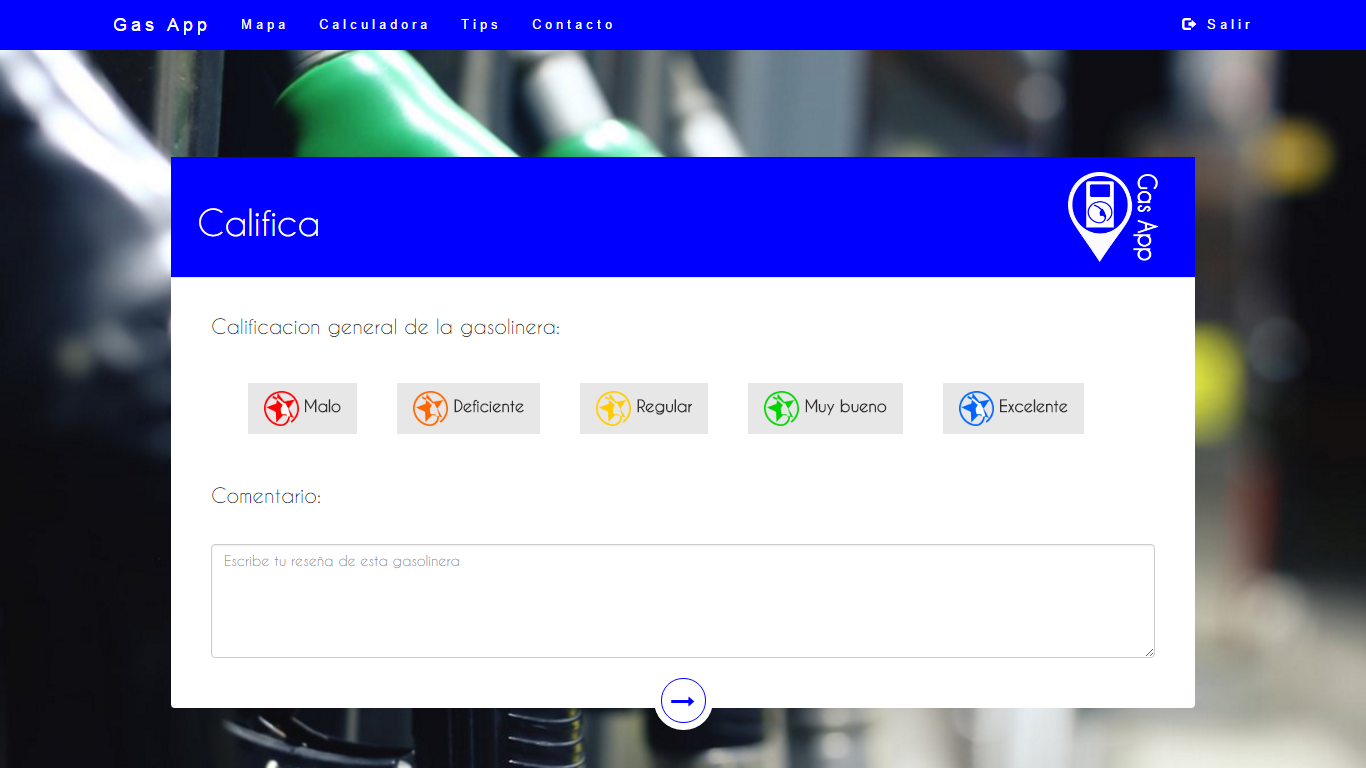 Gas App Mapa Calculadora Tips Contacto Salir
Califica
Gas App
Calificacion general de la gasolinera:
Malo Deficiente Regular Muy bueno Excelente
Comentario:
Escribe tu reseña de esta gasolinera